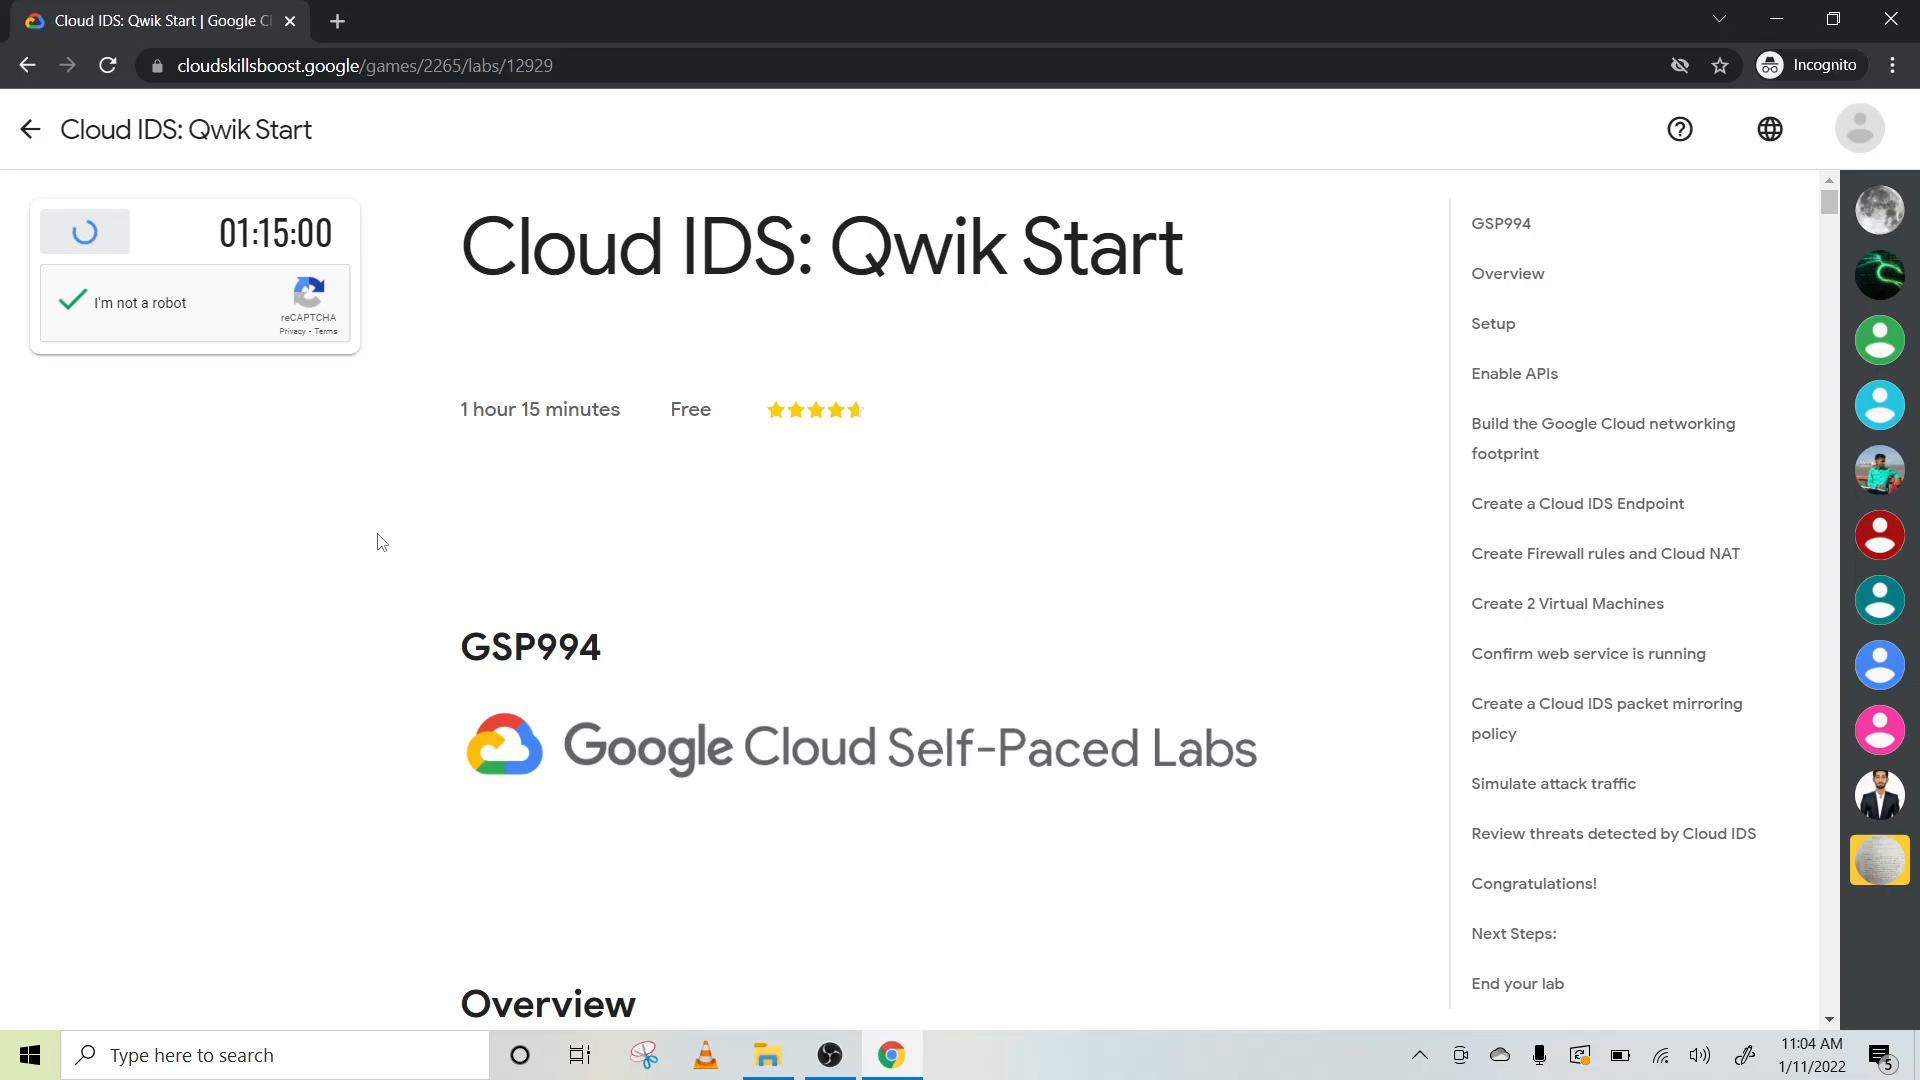 Cloud IDS: Qwik Start | Google Cl
cloudskillsboost.google/games/2265/labs/12929
Incognito
Cloud IDS: Qwik Start
01:15:00
I'm not a robot
reCAPTCHA
Privacy - Terms
Cloud IDS: Qwik Start
1 hour 15 minutes Free
GSP994
Google Cloud Self-Paced Labs
Overview
GSP994
Overview
Setup
Enable APIs
Build the Google Cloud networking
footprint
Create a Cloud IDS Endpoint
Create Firewall rules and Cloud NAT
Create 2 Virtual Machines
Confirm web service is running
Create a Cloud IDS packet mirroring
policy
Simulate attack traffic
Review threats detected by Cloud IDS
Congratulations!
Next Steps:
End your lab
Type here to search
11:04 AM
1/11/2022
5